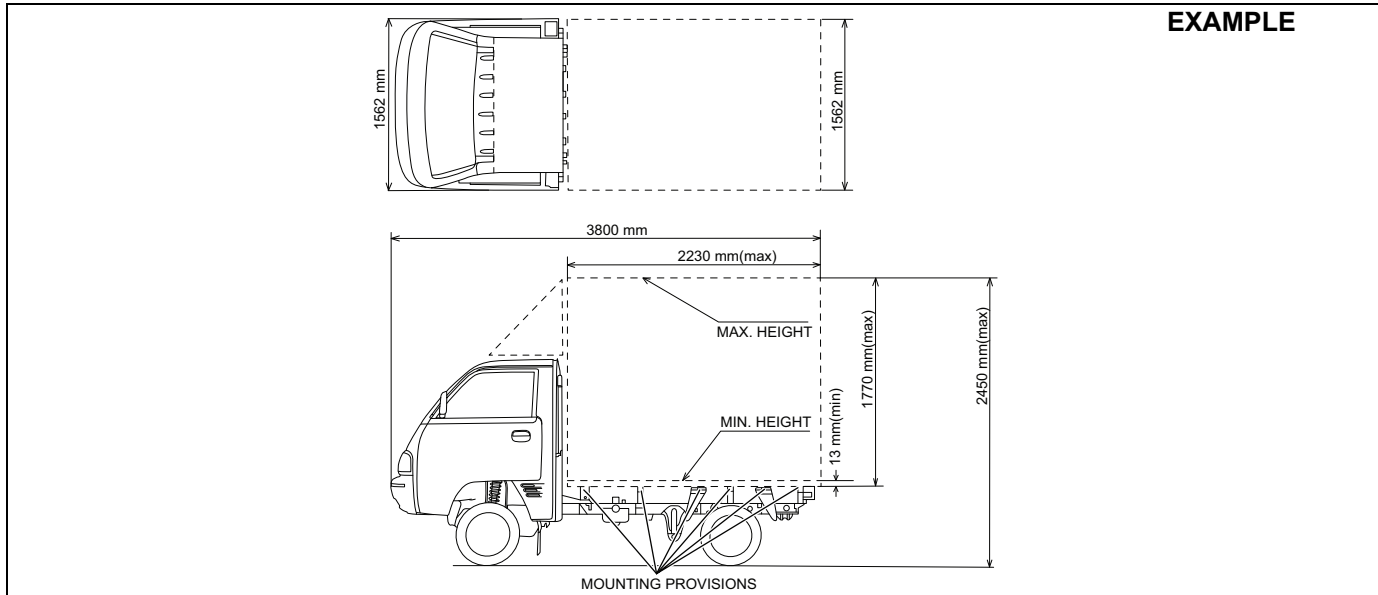 EXAMPLE
1562 mm
1562 mm
3800 mm
2230 mm(max)
MAX. HEIGHT
1770 mm(max)
2450 mm(max)
13 mm(min)
MIN. HEIGHT
MOUNTING PROVISIONS